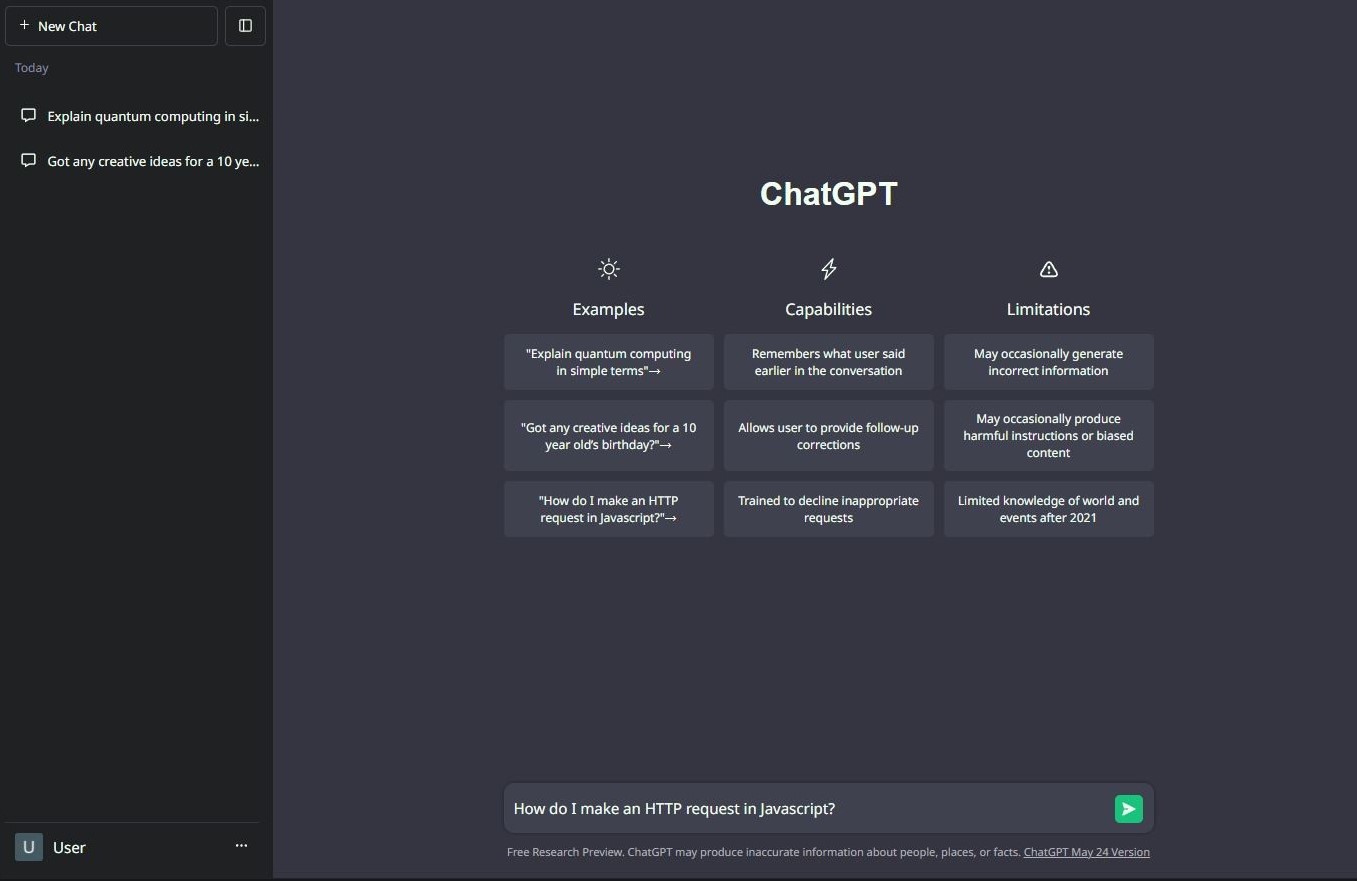 + New Chat
Today
Explain quantum computing in si...
Got any creative ideas for a 10 ye...
ChatGPT
Examples
"Explain quantum computing
in simple terms"→
"Got any creative ideas for a 10
year old’s birthday?"→
"How do I make an HTTP
request in Javascript?"→
Capabilities
Remembers what user said
earlier in the conversation
Allows user to provide follow-up
corrections
Trained to decline inappropriate
requests
Limitations
May occasionally generate
incorrect information
May occasionally produce
harmful instructions or biased
content
Limited knowledge of world and
events after 2021
How do I make an HTTP request in Javascript?
Free Research Preview. ChatGPT may produce inaccurate information about people, places, or facts. ChatGPT May 24 Version
U User ...